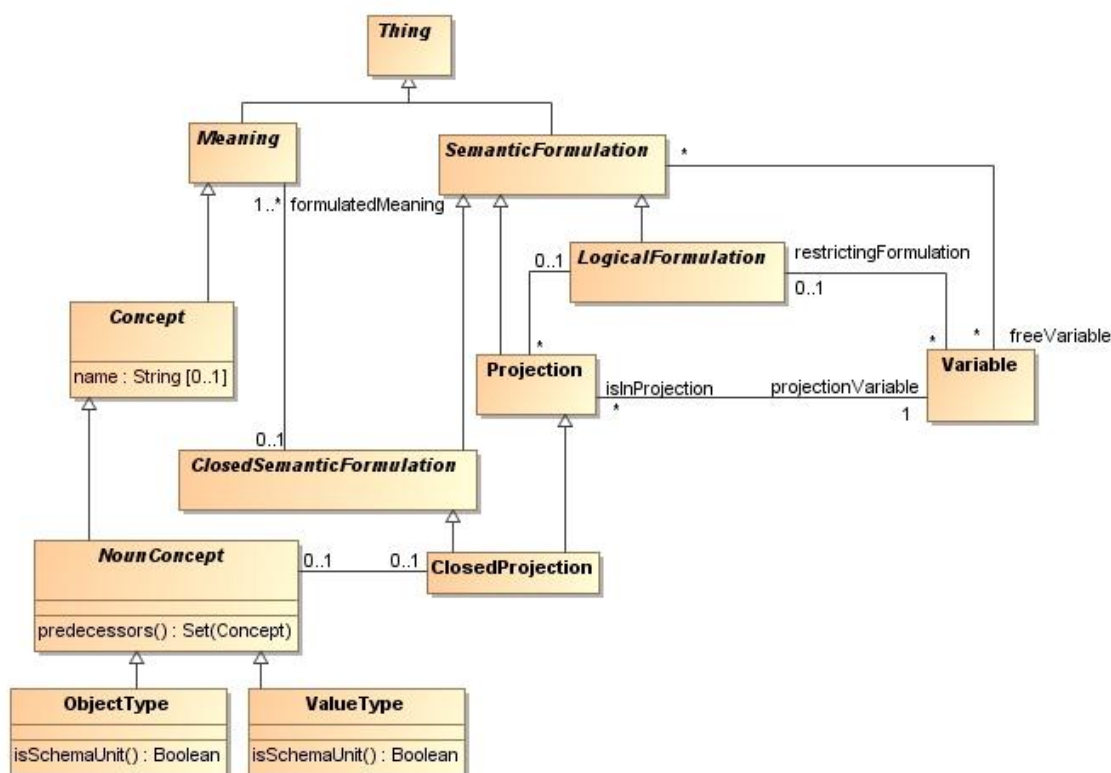 Thing
Meaning
SemanticFormulation
*
1..* formulatedMeaning
LogicalFormulation
restrictingFormulation
0..1
0..1
Concept
name : String [0..1]
*
*
*
freeVariable
Projection
Variable
isInProjection
projectionVariable
*
1
0..1
ClosedSemanticFormulation
NounConcept
0..1
0..1
ClosedProjection
predecessors() : Set(Concept)
ObjectType
ValueType
isSchemaUnit() : Boolean
isSchemaUnit() : Boolean